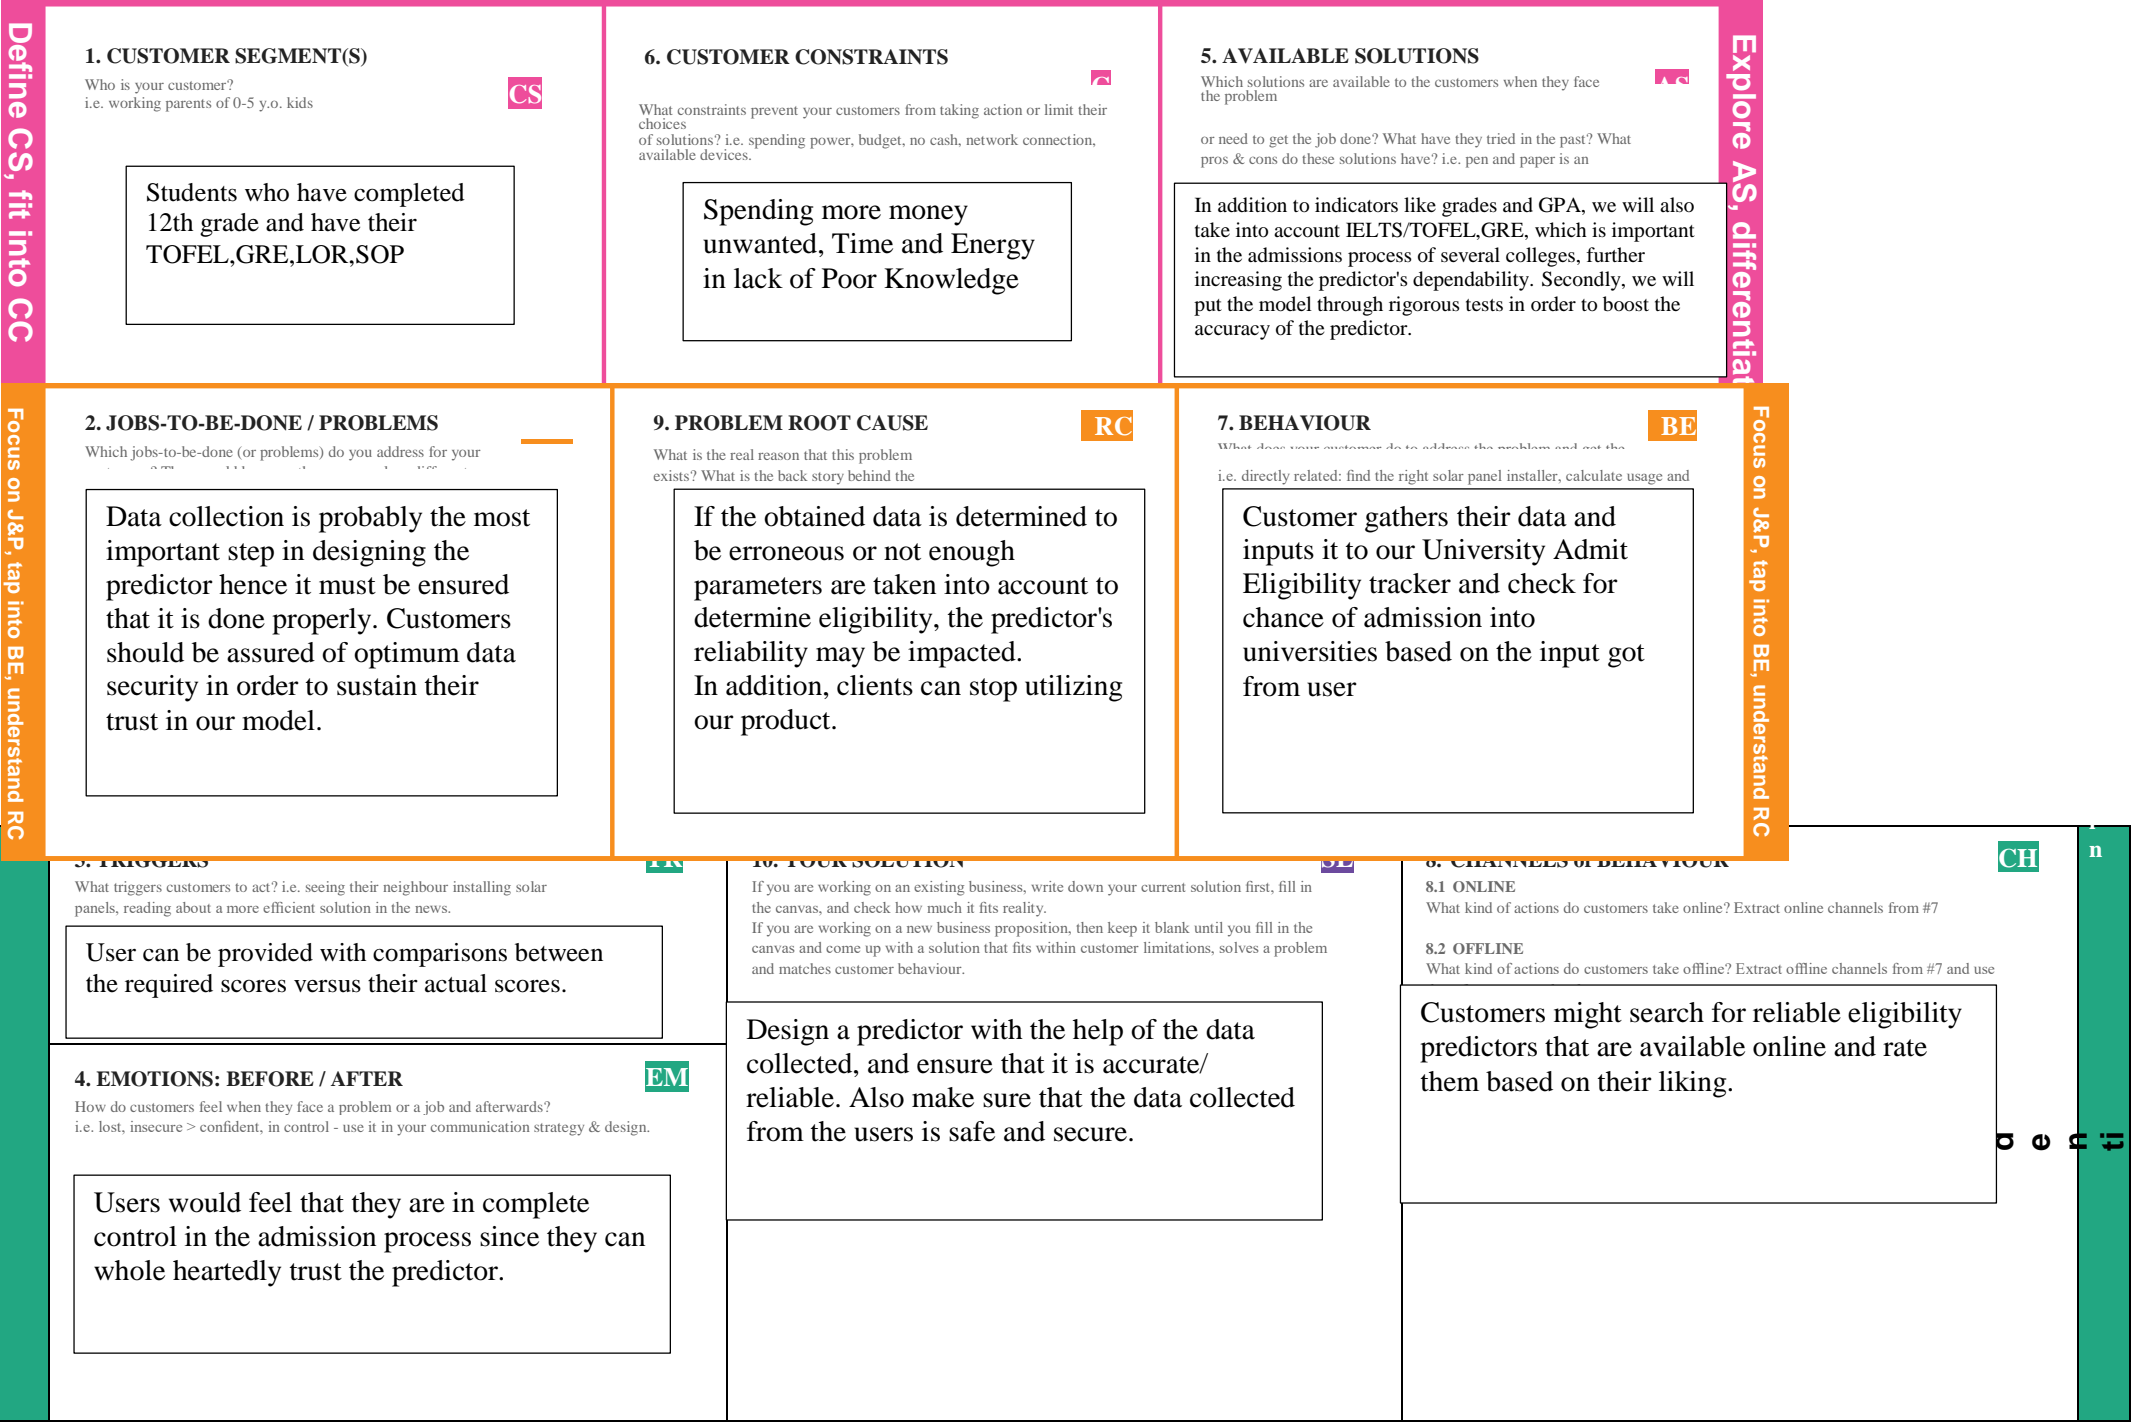 Define CS, fit into CC
1. CUSTOMER SEGMENT(S)
CS
Who is your customer?
i.e. working parents of 0-5 y.o. kids
Students who have completed
12th grade and have their
TOFEL,GRE,LOR,SOP
6. CUSTOMER CONSTRAINTS
What constraints prevent your customers from taking action or limit their
choices
of solutions? i.e. spending power, budget, no cash, network connection,
available devices.
Spending more money
unwanted, Time and Energy
in lack of Poor Knowledge
5. AVAILABLE SOLUTIONS
AS
Which solutions are available to the customers when they face
the problem
or need to get the job done? What have they tried in the past? What
pros & cons do these solutions have? i.e. pen and paper is an
In addition to indicators like grades and GPA, we will also
take into account IELTS/TOFEL,GRE, which is important
in the admissions process of several colleges, further
increasing the predictor's dependability. Secondly, we will
put the model through rigorous tests in order to boost the
accuracy of the predictor.
Explore AS, differentiat
Focus on J&P, tap into BE, understand RC
2. JOBS-TO-BE-DONE / PROBLEMS
Which jobs-to-be-done (or problems) do you address for your
Data collection is probably the most
important step in designing the
predictor hence it must be ensured
that it is done properly. Customers
should be assured of optimum data
security in order to sustain their
trust in our model.
9. PROBLEM ROOT CAUSE
RC
What is the real reason that this problem
exists? What is the back story behind the
If the obtained data is determined to
be erroneous or not enough
parameters are taken into account to
determine eligibility, the predictor's
reliability may be impacted.
In addition, clients can stop utilizing
our product.
7. BEHAVIOUR
BE
What does your customer do to address the problem and get the
i.e. directly related: find the right solar panel installer, calculate usage and
Customer gathers their data and
inputs it to our University Admit
Eligibility tracker and check for
chance of admission into
universities based on the input got
from user
Focus on J&P, tap into BE, understand RC
3. TRIGGERS
TR
What triggers customers to act? i.e. seeing their neighbour installing solar
panels, reading about a more efficient solution in the news.
User can be provided with comparisons between
the required scores versus their actual scores.
4. EMOTIONS: BEFORE / AFTER
EM
How do customers feel when they face a problem or a job and afterwards?
i.e. lost, insecure > confident, in control - use it in your communication strategy & design.
Users would feel that they are in complete
control in the admission process since they can
whole heartedly trust the predictor.
10. YOUR SOLUTION
SL
If you are working on an existing business, write down your current solution first, fill in
the canvas, and check how much it fits reality.
If you are working on a new business proposition, then keep it blank until you fill in the
canvas and come up with a solution that fits within customer limitations, solves a problem
and matches customer behaviour.
Design a predictor with the help of the data
collected, and ensure that it is accurate/
reliable. Also make sure that the data collected
from the users is safe and secure.
8. CHANNELS of BEHAVIOUR
CH
8.1 ONLINE
What kind of actions do customers take online? Extract online channels from #7
8.2 OFFLINE
What kind of actions do customers take offline? Extract offline channels from #7 and use
Customers might search for reliable eligibility
predictors that are available online and rate
them based on their liking.
n
d e n ti